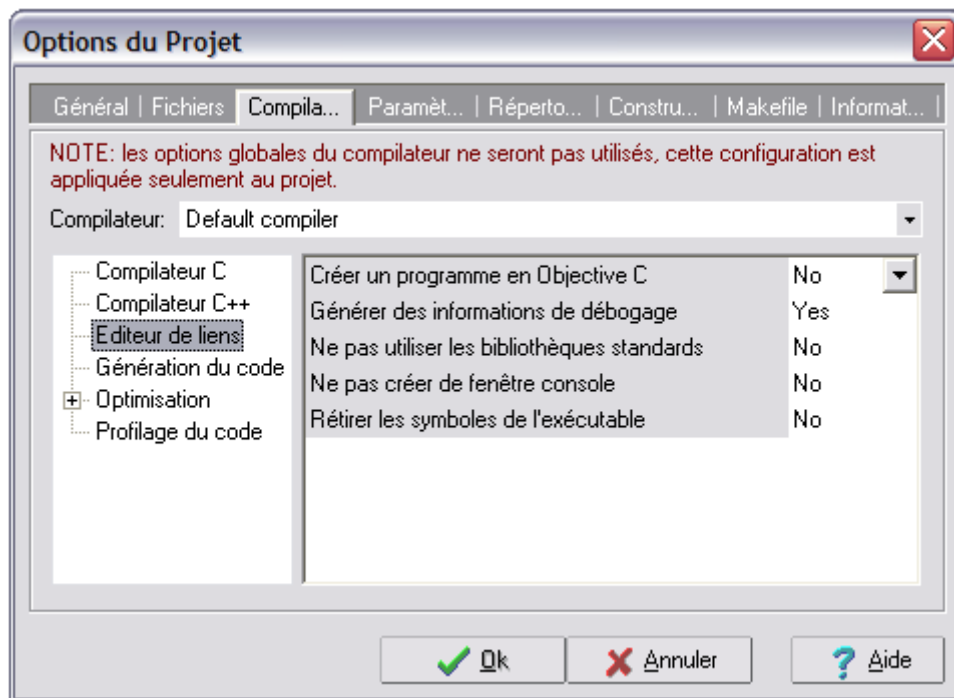 Options du Projet
Général | Fichiers Compila... Paramèt... | Réperto... | Constru... | Makefile | Informat... |
NOTE: les options globales du compilateur ne seront pas utilisés, cette configuration est
appliquée seulement au projet.
Compilateur: Default compiler
Compilateur C
Compilateur C++
Editeur de liens
Génération du code
Optimisation
Profilage du code
Créer un programme en Objective C No
Générer des informations de débogage Yes
Ne pas utiliser les bibliothèques standards No
Ne pas créer de fenêtre console No
Rétirer les symboles de l'exécutable No
Ok Annuler Aide